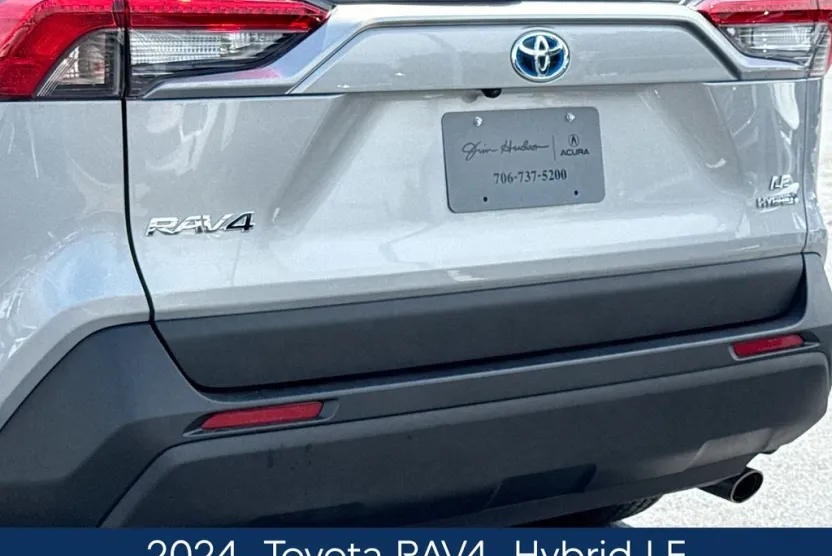 Jim Hudson
ACURA
706-737-5200
LE
HYBRID
RAV4
2024 Toyota RAV4 Hybrid LE